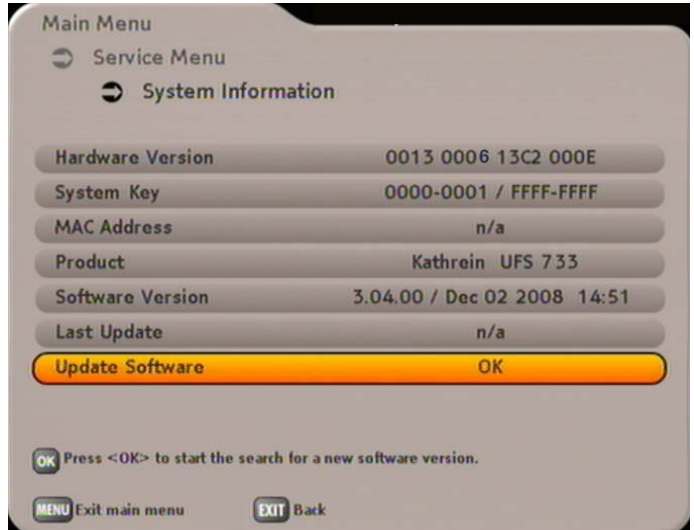 Main Menu
Service Menu
System Information
Hardware Version 0013 0006 13C2 000E
System Key 0000-0001 / FFFF-FFFF
MAC Address n/a
Product Kathrein UFS 733
Software Version 3.04.00 / Dec 02 2008 14:51
Last Update n/a
Update Software OK
OK Press <OK> to start the search for a new software version.
MENU Exit main menu EXIT Back